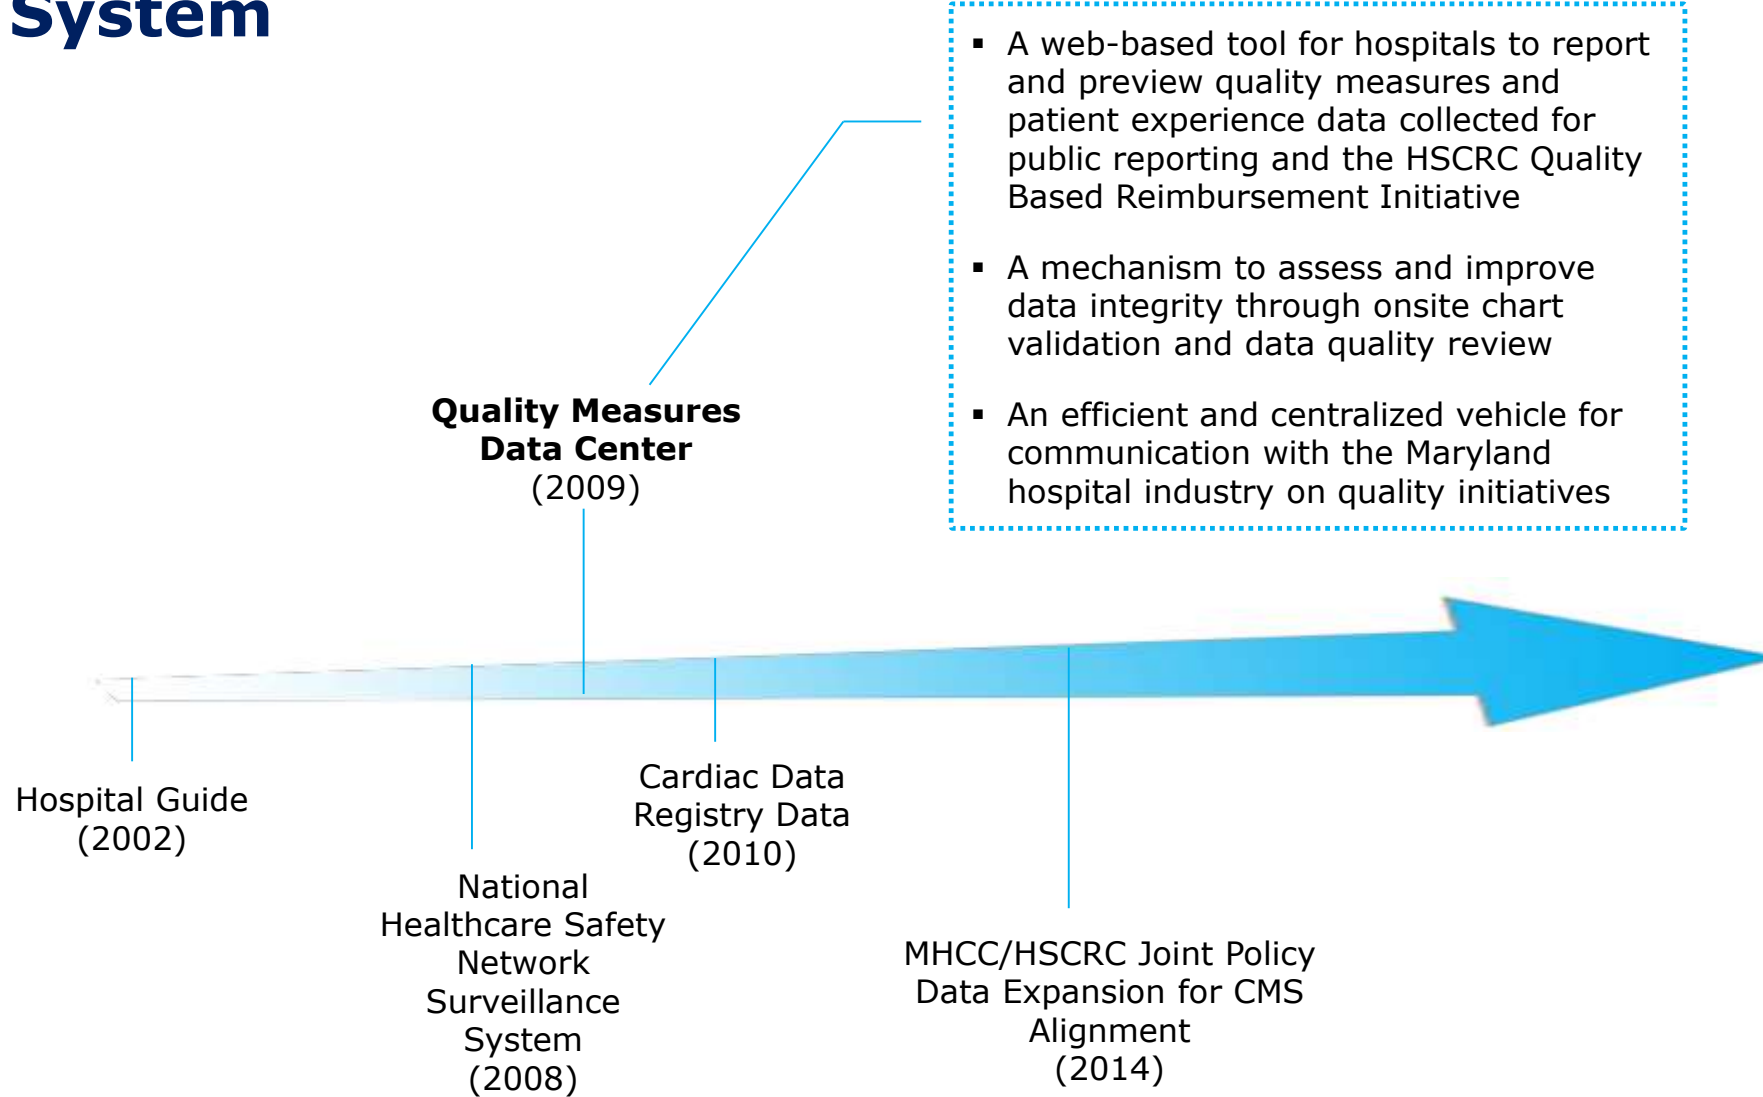 System
▪ A web-based tool for hospitals to report
and preview quality measures and
patient experience data collected for
public reporting and the HSCRC Quality
Based Reimbursement Initiative
▪ A mechanism to assess and improve
data integrity through onsite chart
validation and data quality review
▪ An efficient and centralized vehicle for
communication with the Maryland
hospital industry on quality initiatives
Quality Measures
Data Center
(2009)
Hospital Guide
(2002)
National
Healthcare Safety
Network
Surveillance
System
(2008)
Cardiac Data
Registry Data
(2010)
MHCC/HSCRC Joint Policy
Data Expansion for CMS
Alignment
(2014)